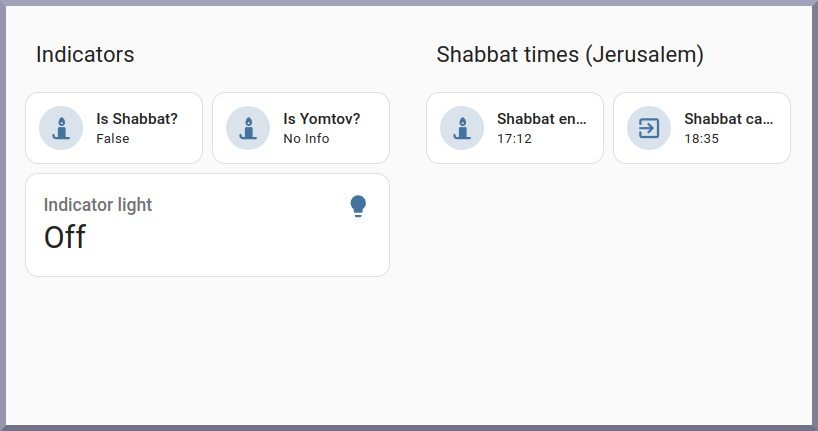 Indicators
Is Shabbat?
False
Is Yomtov?
No Info
Indicator light
Off
Shabbat times (Jerusalem)
Shabbat en...
17:12
Shabbat ca...
18:35